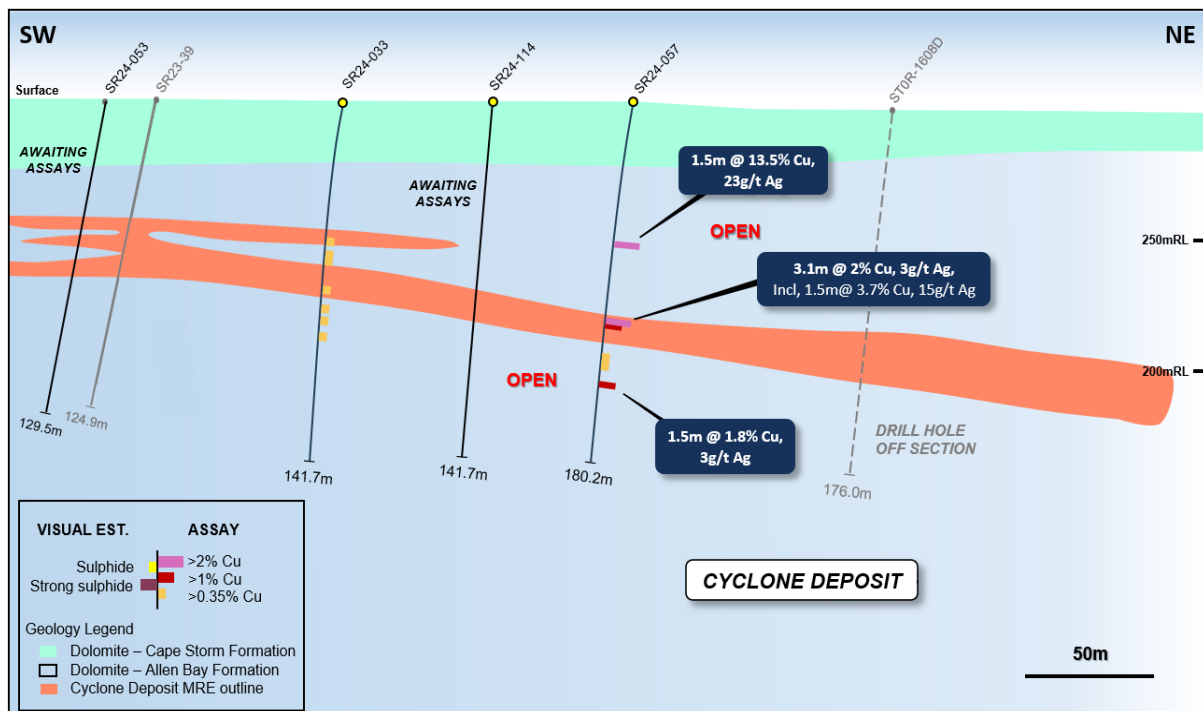 SW
NE
SR24-053
SR23-39
SR24-033
SR24-114
SR24-057
STOR-1608D
Surface
AWAITING
ASSAYS
AWAITING
ASSAYS
1.5m @ 13.5% Cu,
23g/t Ag
OPEN
250mRL
3.1m @ 2% Cu, 3g/t Ag,
Incl, 1.5m@ 3.7% Cu, 15g/t Ag
OPEN
200mRL
1.5m @ 1.8% Cu,
3g/t Ag
DRILL HOLE
OFF SECTION
129.5m
124.9m
141.7m
141.7m
180.2m
176.0m
VISUAL EST.
ASSAY
Sulphide
Strong sulphide
>2% Cu
>1% Cu
>0.35% Cu
Geology Legend
Dolomite – Cape Storm Formation
Dolomite – Allen Bay Formation
Cyclone Deposit MRE outline
CYCLONE DEPOSIT
50m